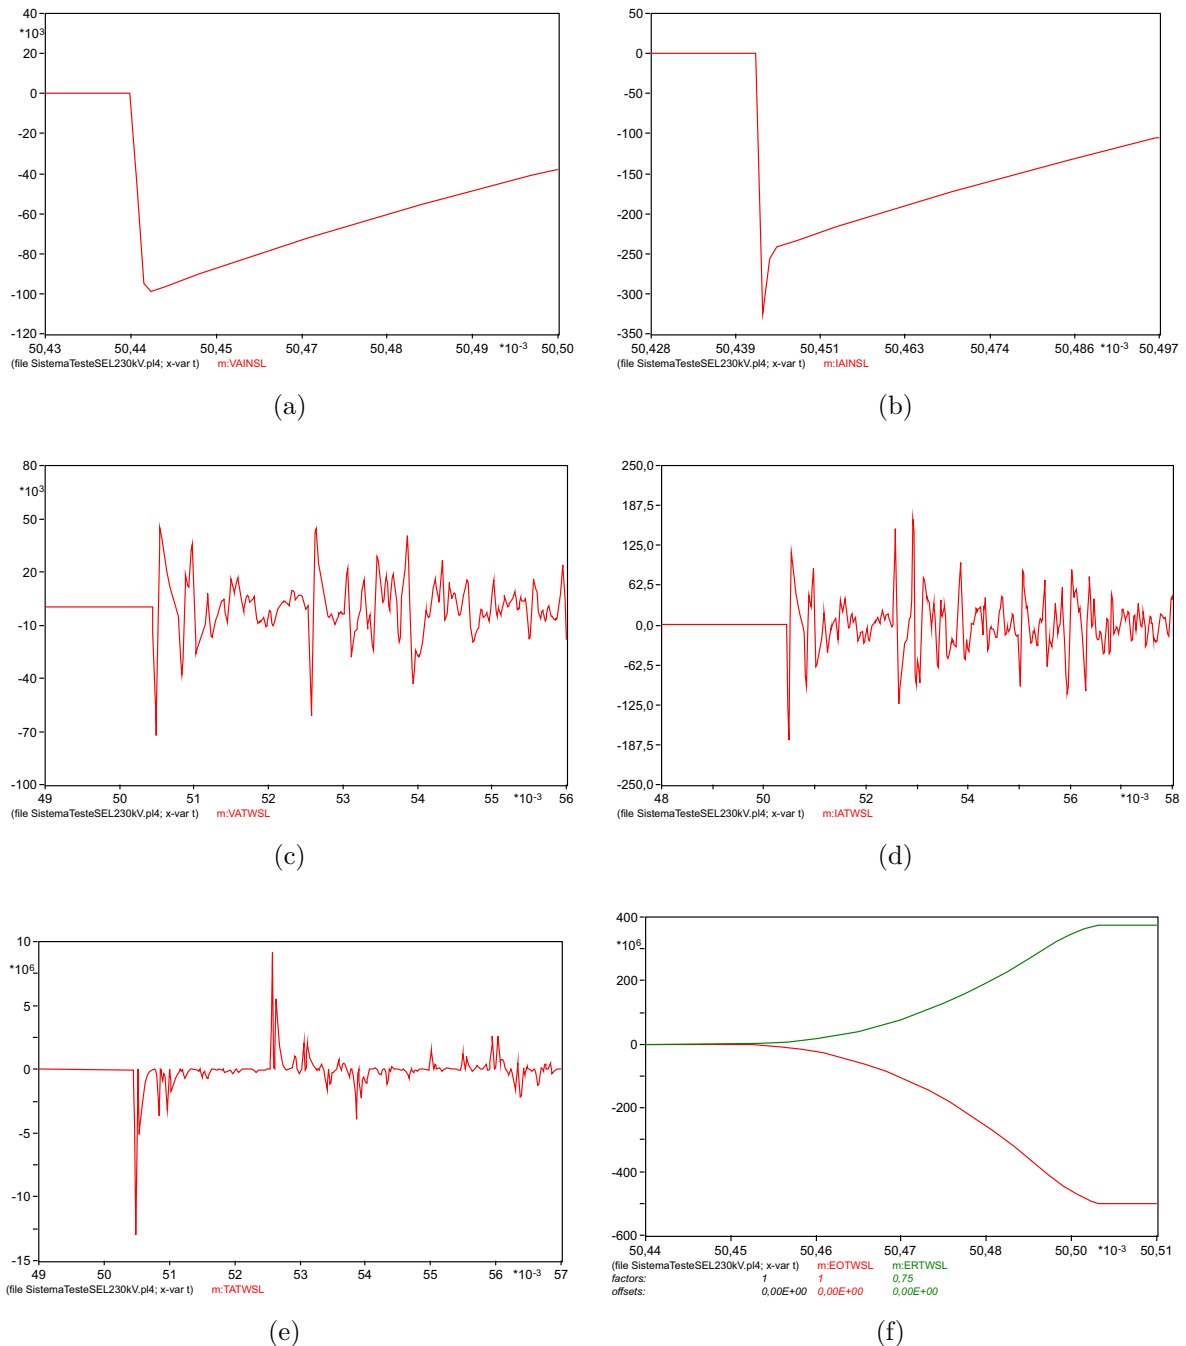 40
*10³
20
0
-20
-40
-60
-80
-100
-120
50,43 50,44 50,45 50,47 50,48 50,49 *10⁻³ 50,50
(file SistemaTesteSEL230kV.pl4; x-var t) m:VAINSL
(a)
50
0
-50
-100
-150
-200
-250
-300
-350
50,428 50,439 50,451 50,463 50,474 50,486 *10⁻³ 50,497
(file SistemaTesteSEL230kV.pl4; x-var t) m:IAINSL
(b)
80
*10³
50
20
-10
-40
-70
-100
49 50 51 52 53 54 55 *10⁻³ 56
(file SistemaTesteSEL230kV.pl4; x-var t) m:VATWSL
(c)
250,0
187,5
125,0
62,5
0,0
-62,5
-125,0
-187,5
-250,0
48 50 52 54 56 *10⁻³ 58
(file SistemaTesteSEL230kV.pl4; x-var t) m:IATWSL
(d)
10
*10⁶
5
0
-5
-10
-15
49 50 51 52 53 54 55 56 *10⁻³ 57
(file SistemaTesteSEL230kV.pl4; x-var t) m:TATWSL
(e)
400
*10⁶
200
0
-200
-400
-600
50,44 50,45 50,46 50,47 50,48 50,50 *10⁻³ 50,51
(file SistemaTesteSEL230kV.pl4; x-var t) m:EOTWSL m:ERTWSL
factors: 1 1 0,75
offsets: 0,00E+00 0,00E+00 0,00E+00
(f)